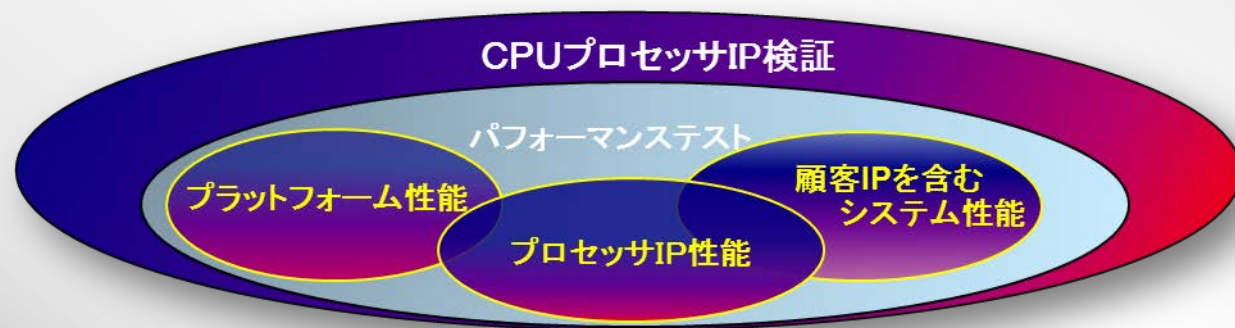 CPUプロセッサIP検証
パフォーマンステスト
プラットフォーム性能
顧客IPを含む
システム性能
プロセッサIP性能